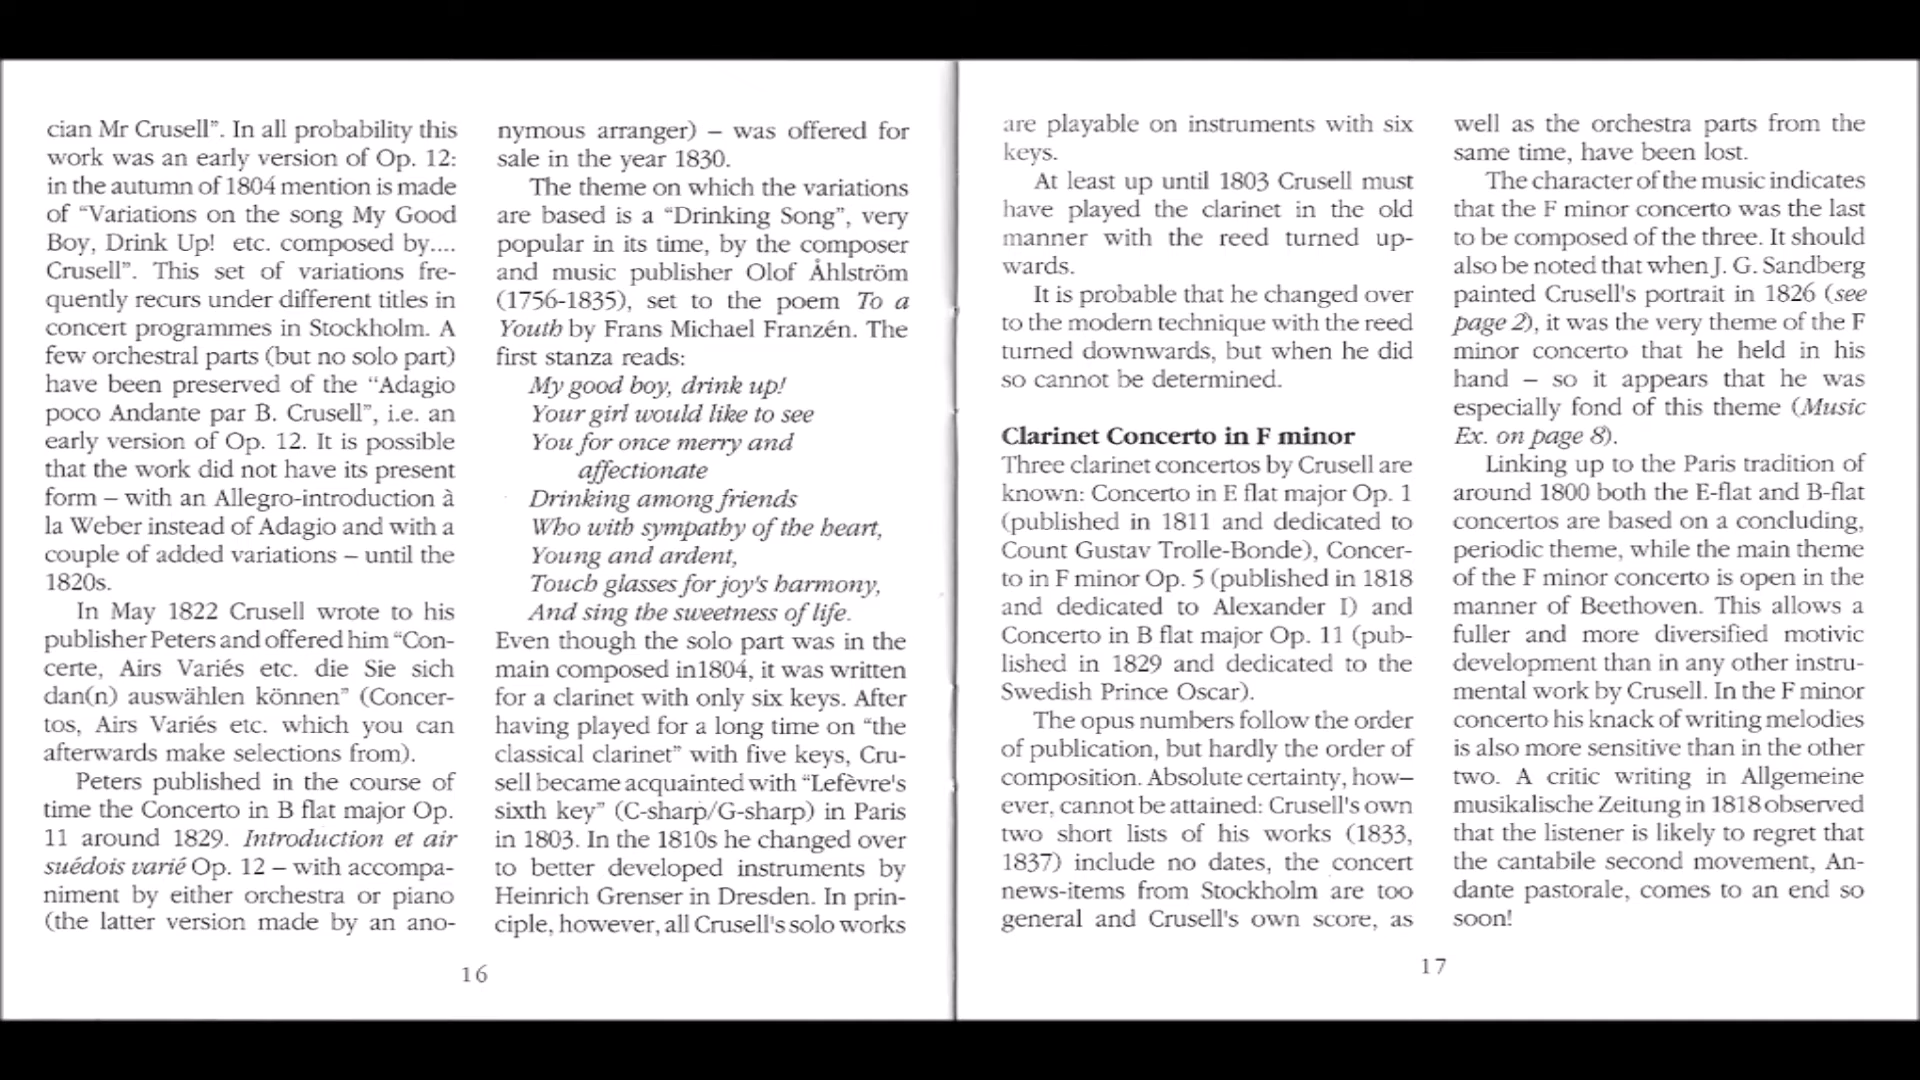 cian Mr Crusell”. In all probability this
work was an early version of Op. 12:
in the autumn of 1804 mention is made
of “Variations on the song My Good
Boy, Drink Up! etc. composed by....
Crusell”. This set of variations fre-
quently recurs under different titles in
concert programmes in Stockholm. A
few orchestral parts (but no solo part)
have been preserved of the “Adagio
poco Andante par B. Crusell”, i.e. an
early version of Op. 12. It is possible
that the work did not have its present
form – with an Allegro-introduction à
la Weber instead of Adagio and with a
couple of added variations – until the
1820s.
In May 1822 Crusell wrote to his
publisher Peters and offered him “Con-
certe, Airs Variés etc. die Sie sich
dan(n) auswählen können” (Concer-
tos, Airs Variés etc. which you can
afterwards make selections from).
Peters published in the course of
time the Concerto in B flat major Op.
11 around 1829. Introduction et air
suédois varié Op. 12 – with accompa-
niment by either orchestra or piano
(the latter version made by an ano-
nymous arranger) – was offered for
sale in the year 1830.
The theme on which the variations
are based is a “Drinking Song”, very
popular in its time, by the composer
and music publisher Olof Åhlström
(1756-1835), set to the poem To a
Youth by Frans Michael Franzén. The
first stanza reads:
My good boy, drink up!
Your girl would like to see
You for once merry and
affectionate
Drinking among friends
Who with sympathy of the heart,
Young and ardent,
Touch glasses for joy's harmony,
And sing the sweetness of life.
Even though the solo part was in the
main composed in1804, it was written
for a clarinet with only six keys. After
having played for a long time on “the
classical clarinet” with five keys, Cru-
sell became acquainted with “Lefèvre's
sixth key” (C-sharp/G-sharp) in Paris
in 1803. In the 1810s he changed over
to better developed instruments by
Heinrich Grenser in Dresden. In prin-
ciple, however, all Crusell's solo works
16
are playable on instruments with six
keys.
At least up until 1803 Crusell must
have played the clarinet in the old
manner with the reed turned up-
wards.
It is probable that he changed over
to the modern technique with the reed
turned downwards, but when he did
so cannot be determined.
Clarinet Concerto in F minor
Three clarinet concertos by Crusell are
known: Concerto in E flat major Op. 1
(published in 1811 and dedicated to
Count Gustav Trolle-Bonde), Concer-
to in F minor Op. 5 (published in 1818
and dedicated to Alexander I) and
Concerto in B flat major Op. 11 (pub-
lished in 1829 and dedicated to the
Swedish Prince Oscar).
The opus numbers follow the order
of publication, but hardly the order of
composition. Absolute certainty, how–
ever, cannot be attained: Crusell's own
two short lists of his works (1833,
1837) include no dates, the concert
news-items from Stockholm are too
general and Crusell's own score, as
well as the orchestra parts from the
same time, have been lost.
The character of the music indicates
that the F minor concerto was the last
to be composed of the three. It should
also be noted that when J. G. Sandberg
painted Crusell's portrait in 1826 (see
page 2), it was the very theme of the F
minor concerto that he held in his
hand – so it appears that he was
especially fond of this theme (Music
Ex. on page 8).
Linking up to the Paris tradition of
around 1800 both the E-flat and B-flat
concertos are based on a concluding,
periodic theme, while the main theme
of the F minor concerto is open in the
manner of Beethoven. This allows a
fuller and more diversified motivic
development than in any other instru-
mental work by Crusell. In the F minor
concerto his knack of writing melodies
is also more sensitive than in the other
two. A critic writing in Allgemeine
musikalische Zeitung in 1818 observed
that the listener is likely to regret that
the cantabile second movement, An-
dante pastorale, comes to an end so
soon!
17